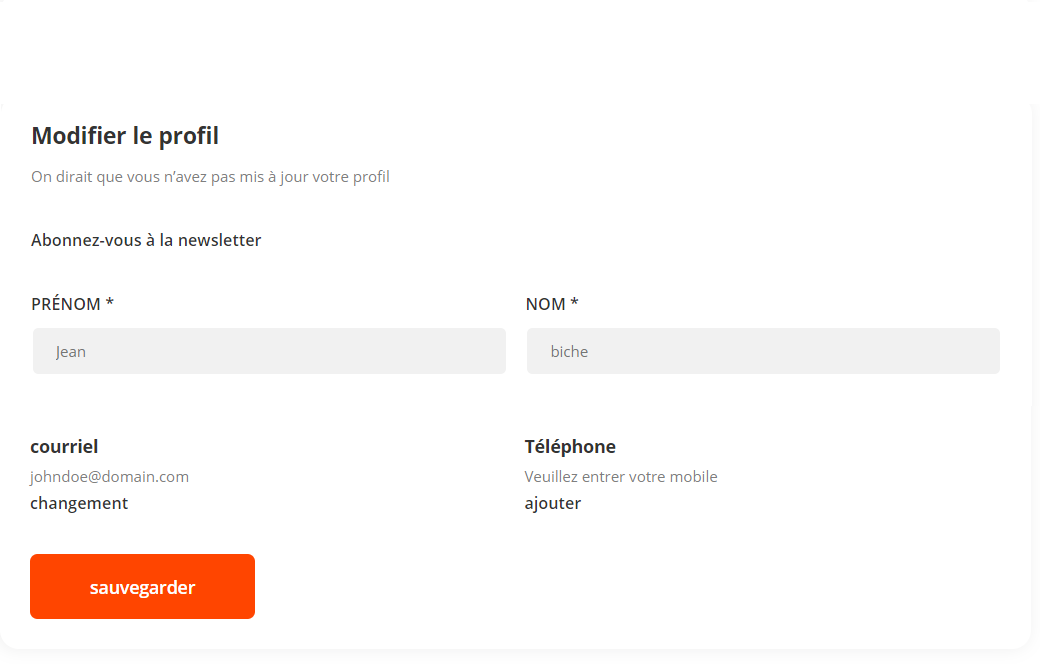 Modifier le profil
On dirait que vous n’avez pas mis à jour votre profil
Abonnez-vous à la newsletter
PRÉNOM *
NOM *
Jean
biche
courriel
Téléphone
johndoe@domain.com
Veuillez entrer votre mobile
changement
ajouter
sauvegarder